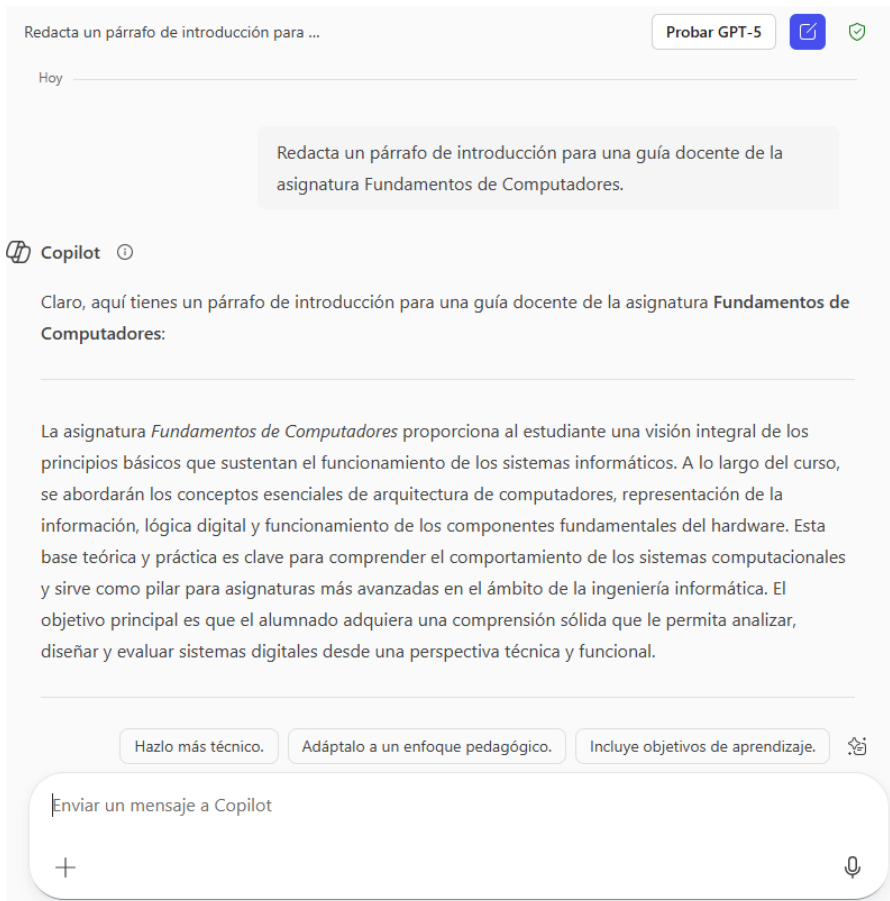 Redacta un párrafo de introducción para ...
Probar GPT-5
Hoy
Redacta un párrafo de introducción para una guía docente de la
asignatura Fundamentos de Computadores.
Copilot
Claro, aquí tienes un párrafo de introducción para una guía docente de la asignatura Fundamentos de
Computadores:
La asignatura Fundamentos de Computadores proporciona al estudiante una visión integral de los
principios básicos que sustentan el funcionamiento de los sistemas informáticos. A lo largo del curso,
se abordarán los conceptos esenciales de arquitectura de computadores, representación de la
información, lógica digital y funcionamiento de los componentes fundamentales del hardware. Esta
base teórica y práctica es clave para comprender el comportamiento de los sistemas computacionales
y sirve como pilar para asignaturas más avanzadas en el ámbito de la ingeniería informática. El
objetivo principal es que el alumnado adquiera una comprensión sólida que le permita analizar,
diseñar y evaluar sistemas digitales desde una perspectiva técnica y funcional.
Hazlo más técnico.
Adáptalo a un enfoque pedagógico.
Incluye objetivos de aprendizaje.
Enviar un mensaje a Copilot